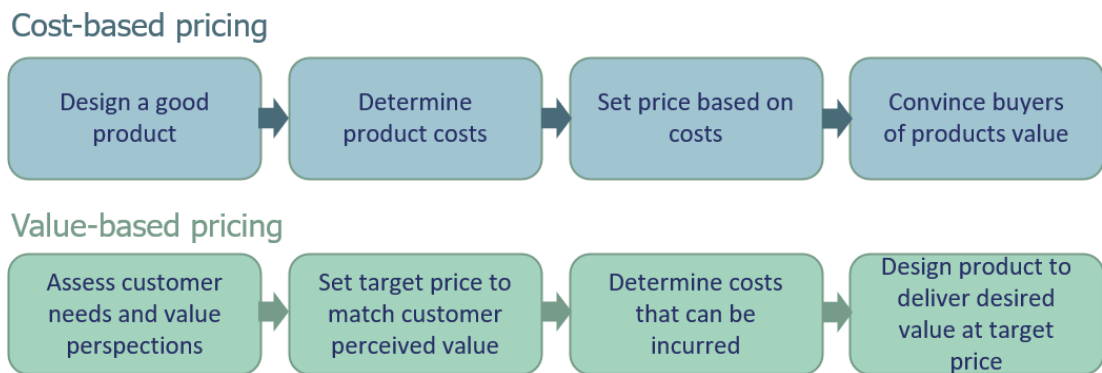 Cost-based pricing
Design a good
product
Determine
product costs
Set price based on
costs
Convince buyers
of products value
Value-based pricing
Assess customer
needs and value
perspections
Set target price to
match customer
perceived value
Determine costs
that can be
incurred
Design product to
deliver desired
value at target
price